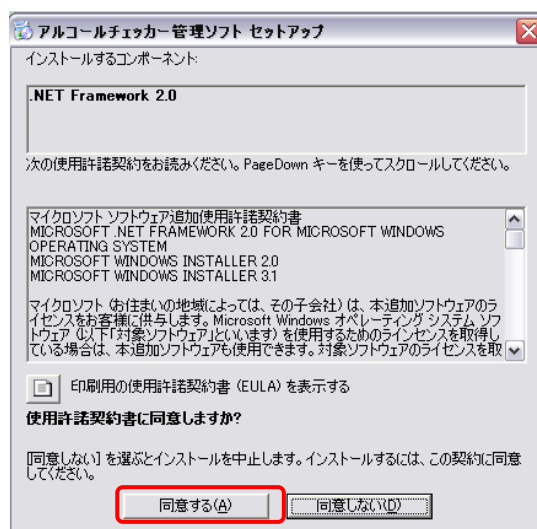 アルコールチェッカー管理ソフト セットアップ
インストールするコンポーネント:
.NET Framework 2.0
次の使用許諾契約をお読みください。PageDown キーを使ってスクロールしてください。
マイクロソフト ソフトウェア追加使用許諾契約書
MICROSOFT .NET FRAMEWORK 2.0 FOR MICROSOFT WINDOWS
OPERATING SYSTEM
MICROSOFT WINDOWS INSTALLER 2.0
MICROSOFT WINDOWS INSTALLER 3.1
マイクロソフト (お住まいの地域によっては、その子会社) は、本追加ソフトウェアのラ
イセンスをお客様に供与します。Microsoft Windows オペレーティング システム ソフ
トウェア (以下「対象ソフトウェア」といいます) を使用するためのラインセンスを取得し
ている場合は、本追加ソフトウェアも使用できます。対象ソフトウェアのライセンスを取
印刷用の使用許諾契約書 (EULA) を表示する
使用許諾契約書に同意しますか?
[同意しない] を選ぶとインストールを中止します。インストールするには、この契約に同意
してください。
同意する(A) 同意しない(D)